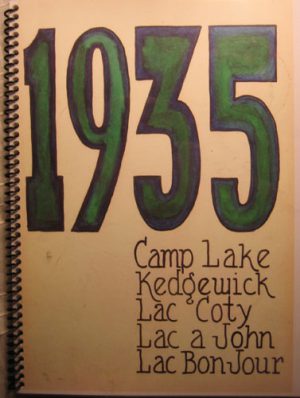 1935
Camp Lake
Kedgewick
Lac Coty
Lac a John
Lac BonJour